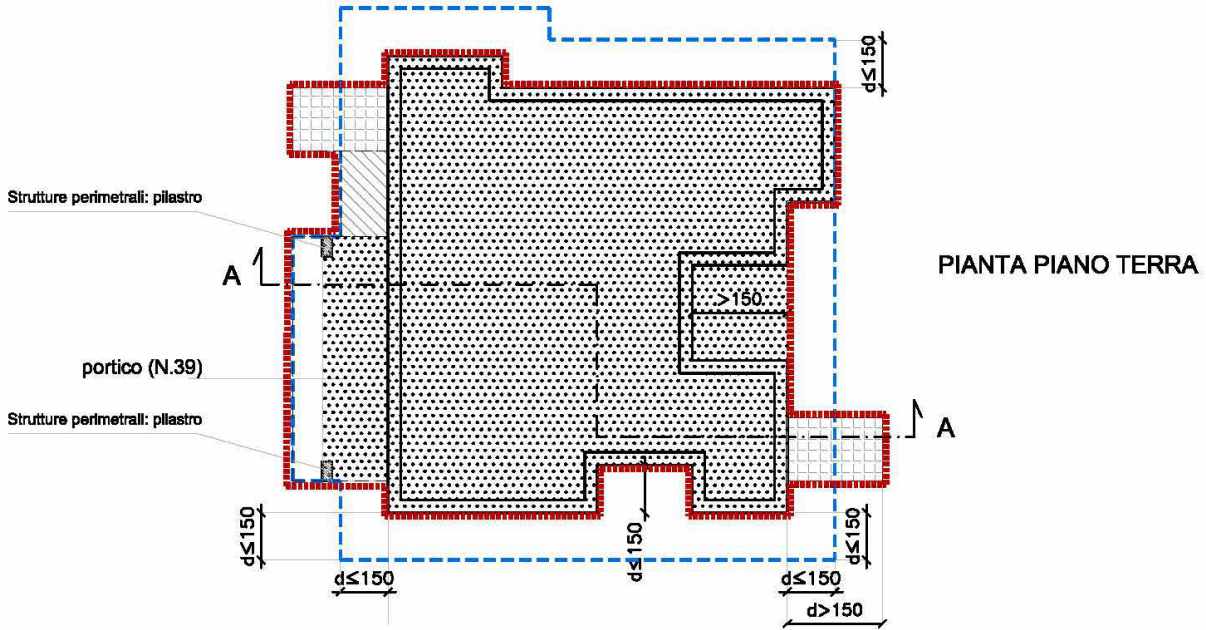 d≤150
Strutture perimetrali: pilastro
A
>150
PIANTA PIANO TERRA
portico (N.39)
Strutture perimetrali: pilastro
A
d≤150
d≤150
d≤150
d≤150
d≤150
d>150